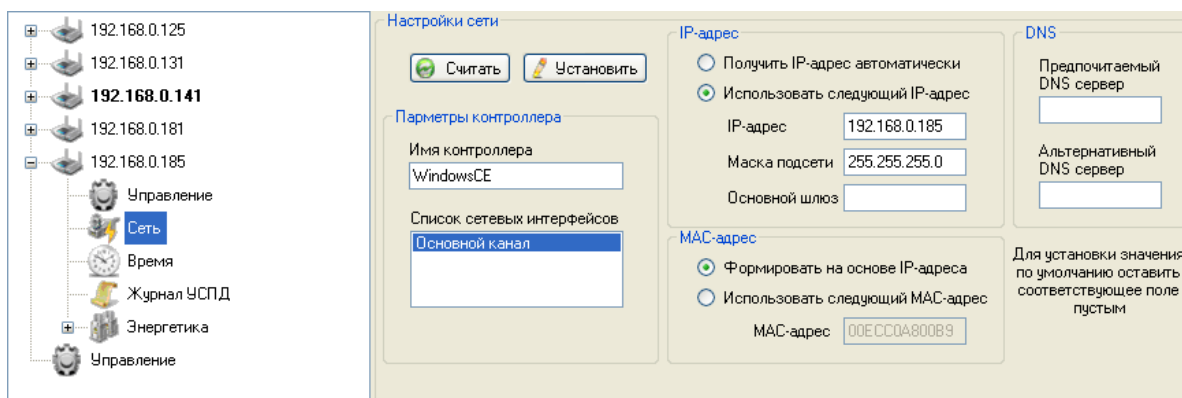 192.168.0.125
192.168.0.131
192.168.0.141
192.168.0.181
192.168.0.185
Управление
Сеть
Время
Журнал УСПД
Энергетика
Управление
Настройки сети
Считать
Установить
Парметры контроллера
Имя контроллера
WindowsCE
Список сетевых интерфейсов
Основной канал
IP-адрес
Получить IP-адрес автоматически
Использовать следующий IP-адрес
IP-адрес
192.168.0.185
Маска подсети
255.255.255.0
Основной шлюз
MAC-адрес
Формировать на основе IP-адреса
Использовать следующий MAC-адрес
MAC-адрес
00ECC0A800B9
DNS
Предпочитаемый
DNS сервер
Альтернативный
DNS сервер
Для установки значения
по умолчанию оставить
соответствующее поле
пустым